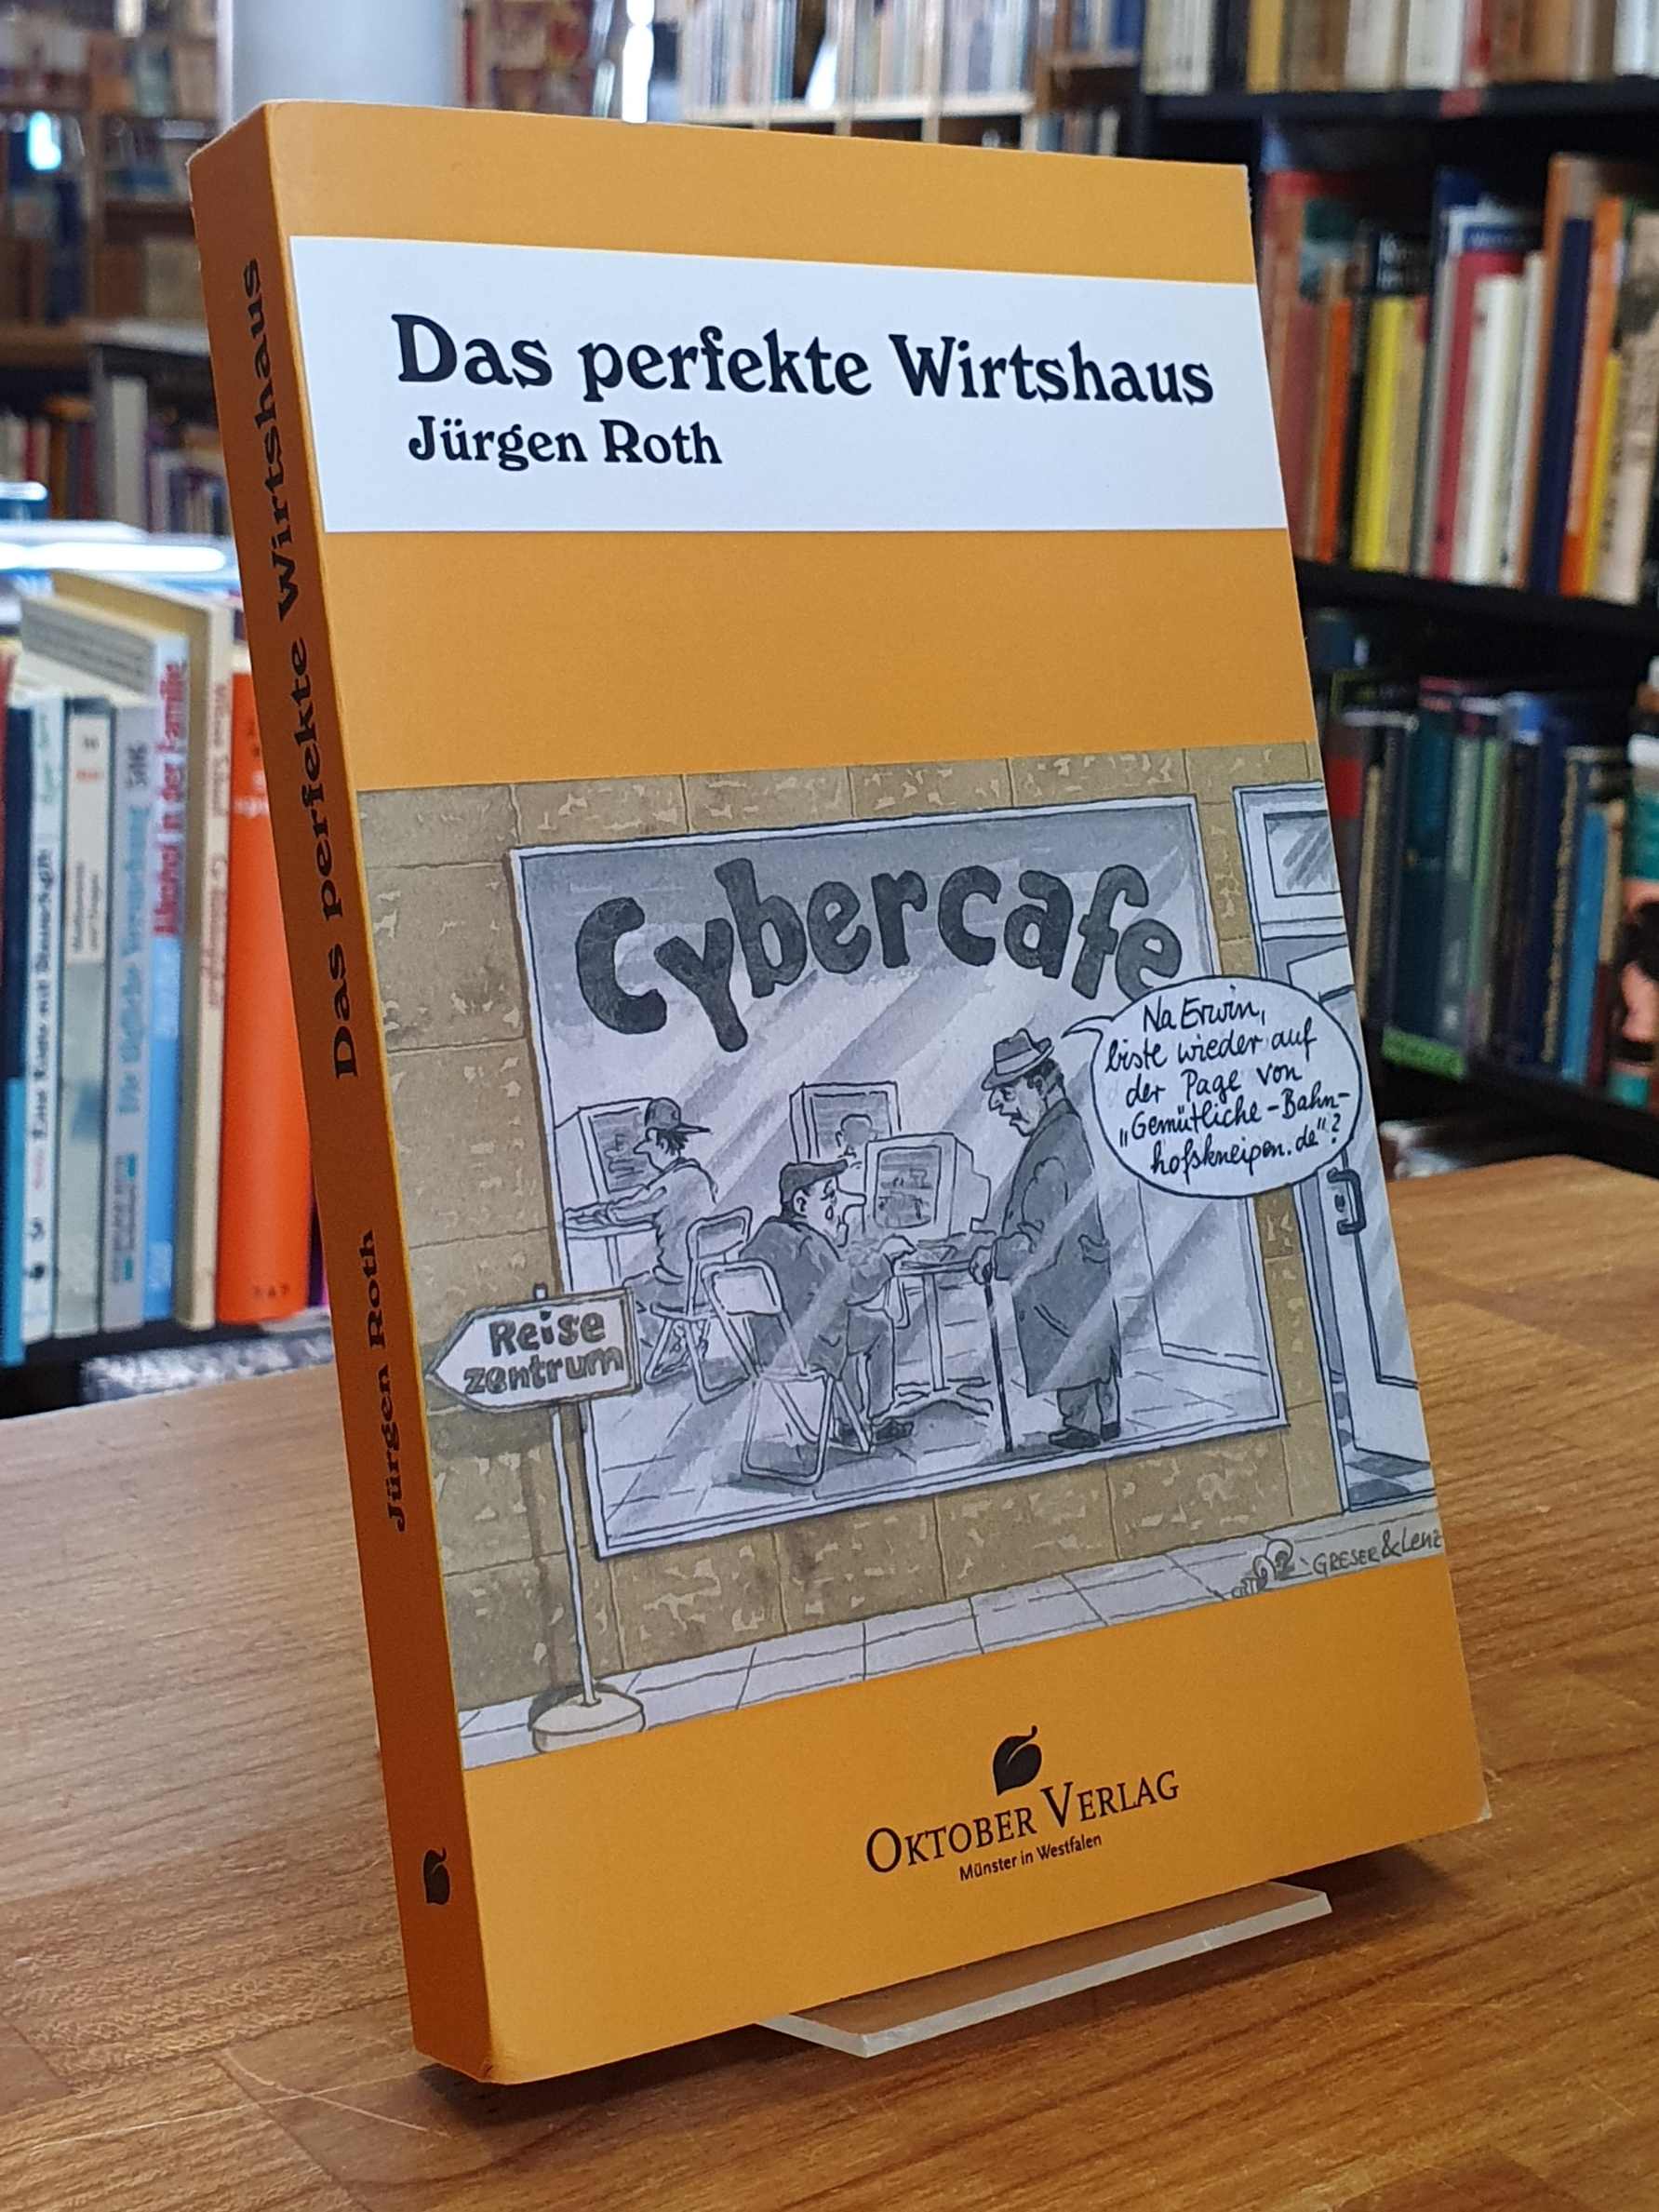 Das perfekte Wirtshaus
Jürgen Roth
Cybercafe
Na Erwin,
biste wieder auf
der Page von
"Gemütliche-Bahn-
hofskneipen.de"?
Reise
zentrum
GRESER & Lenz
OKTOBER VERLAG
Münster in Westfalen
Das perfekte Wirtshaus
Jürgen Roth